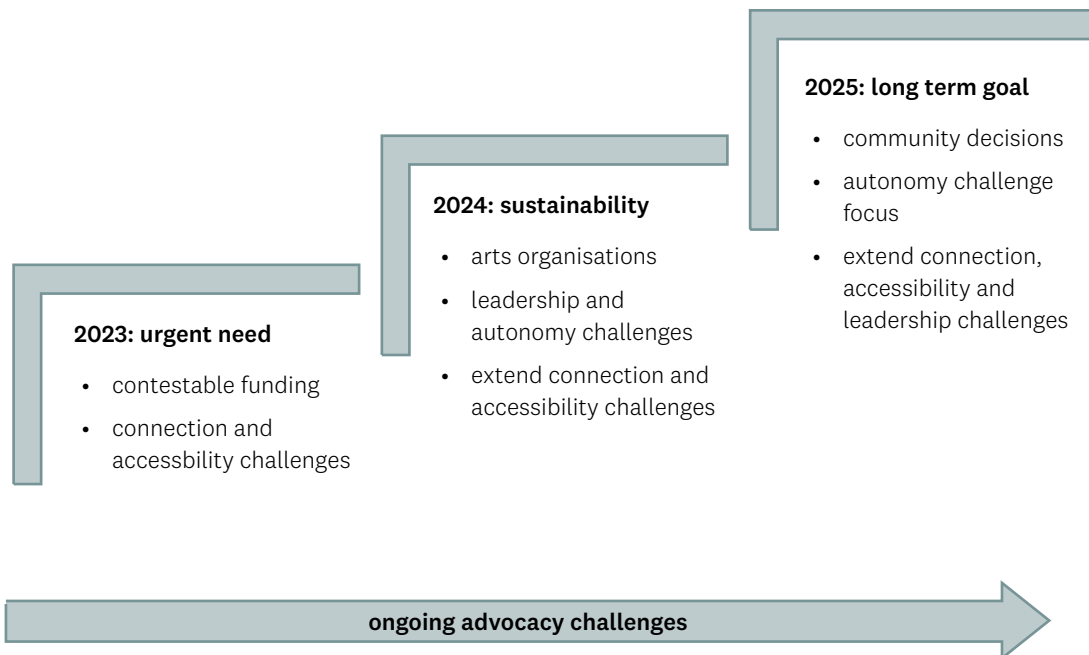 2023: urgent need
• contestable funding
• connection and
accessbility challenges
2024: sustainability
• arts organisations
• leadership and
autonomy challenges
• extend connection and
accessibility challenges
2025: long term goal
• community decisions
• autonomy challenge
focus
• extend connection,
accessibility and
leadership challenges
ongoing advocacy challenges